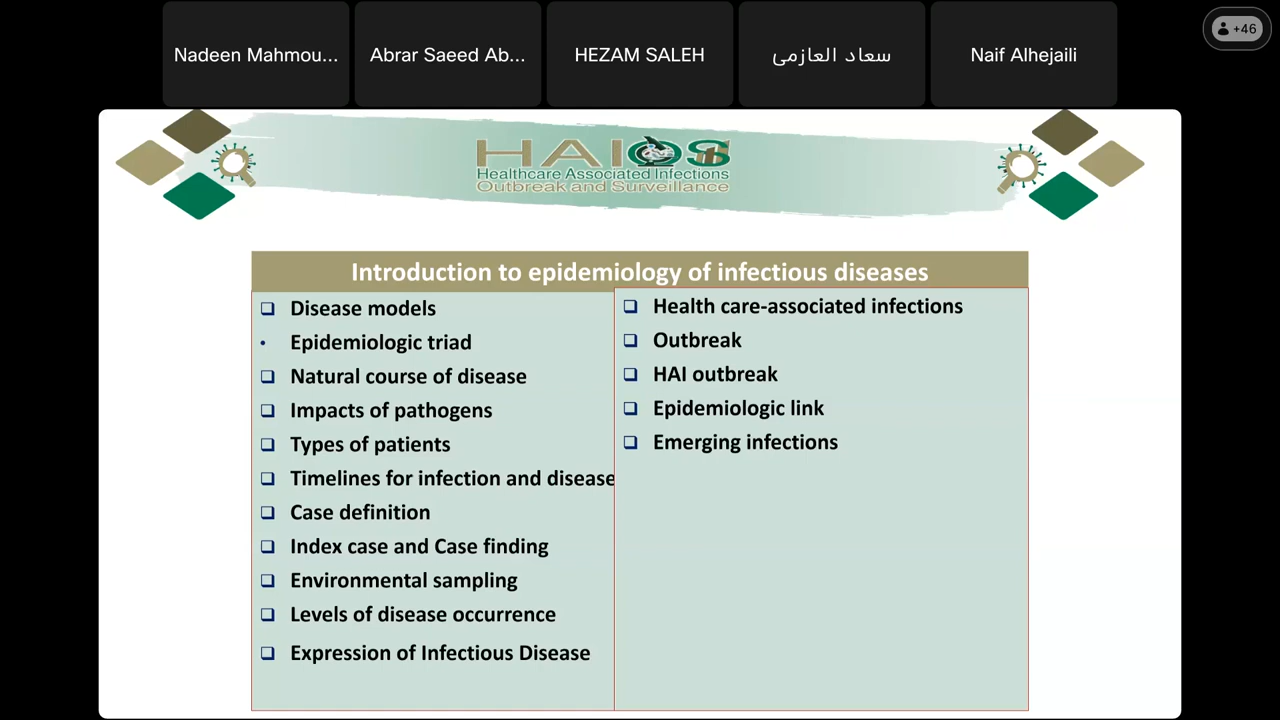 Nadeen Mahmou...
Abrar Saeed Ab...
HEZAM SALEH
سعاد العازمي
Naif Alhejaili
+46
HAIOS
Healthcare Associated Infections
Outbreak and Surveillance
Introduction to epidemiology of infectious diseases
Disease models
Epidemiologic triad
Natural course of disease
Impacts of pathogens
Types of patients
Timelines for infection and disease
Case definition
Index case and Case finding
Environmental sampling
Levels of disease occurrence
Expression of Infectious Disease
Health care-associated infections
Outbreak
HAI outbreak
Epidemiologic link
Emerging infections